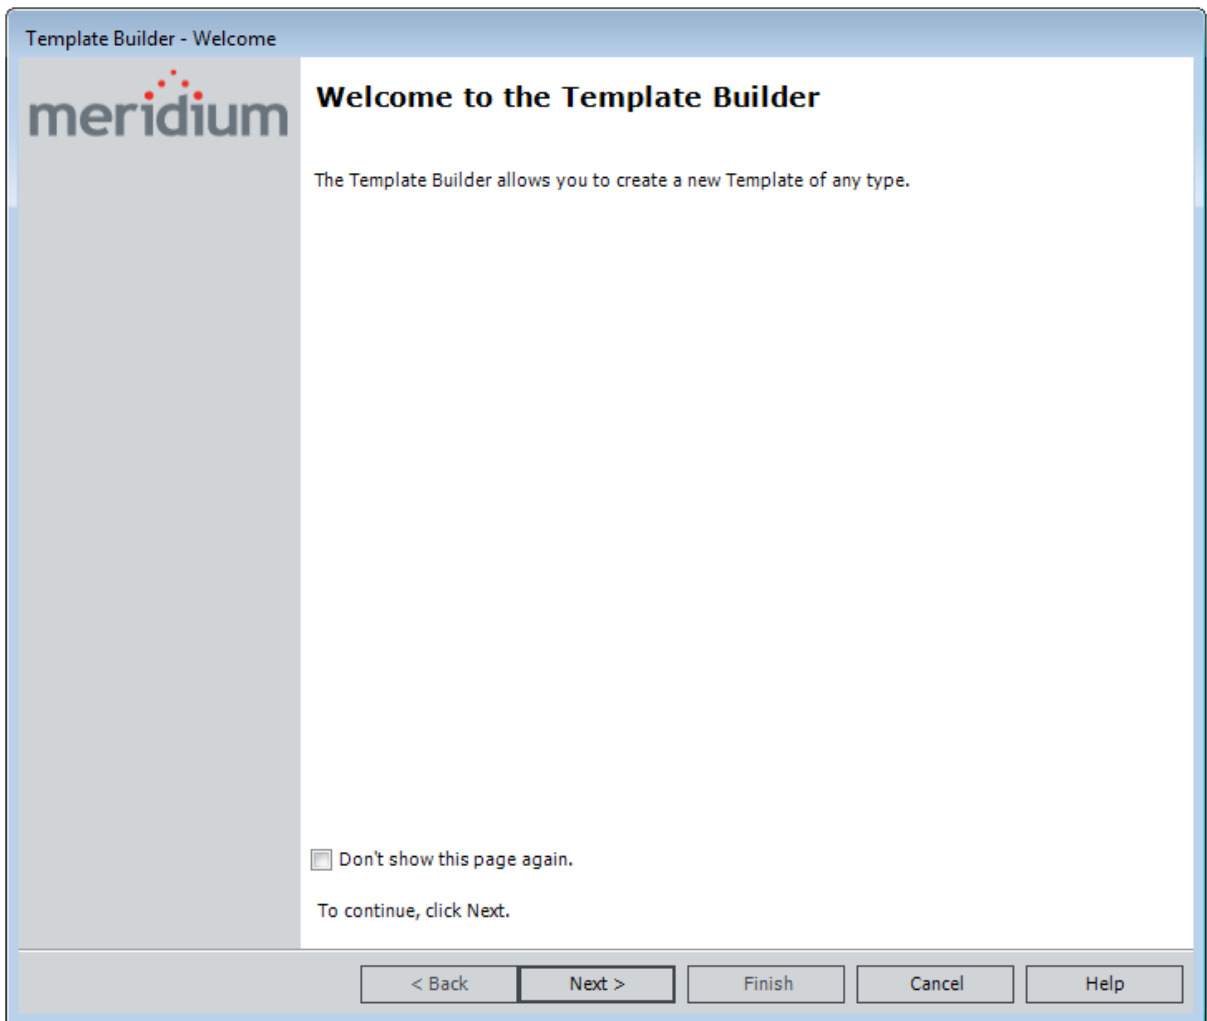 Template Builder - Welcome
meridium
Welcome to the Template Builder
The Template Builder allows you to create a new Template of any type.
Don't show this page again.
To continue, click Next.
< Back Next > Finish Cancel Help